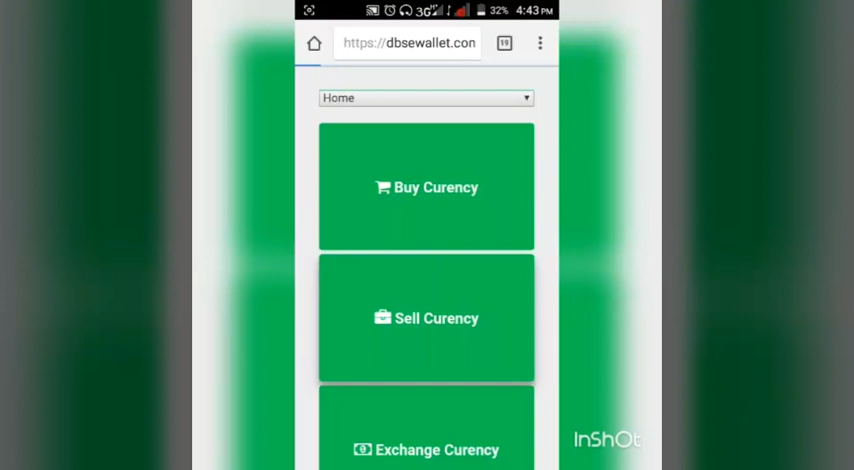 3G 32% 4:43 PM
https://dbsewallet.con 19
Home
Buy Curency
Sell Curency
Exchange Curency
InShOt